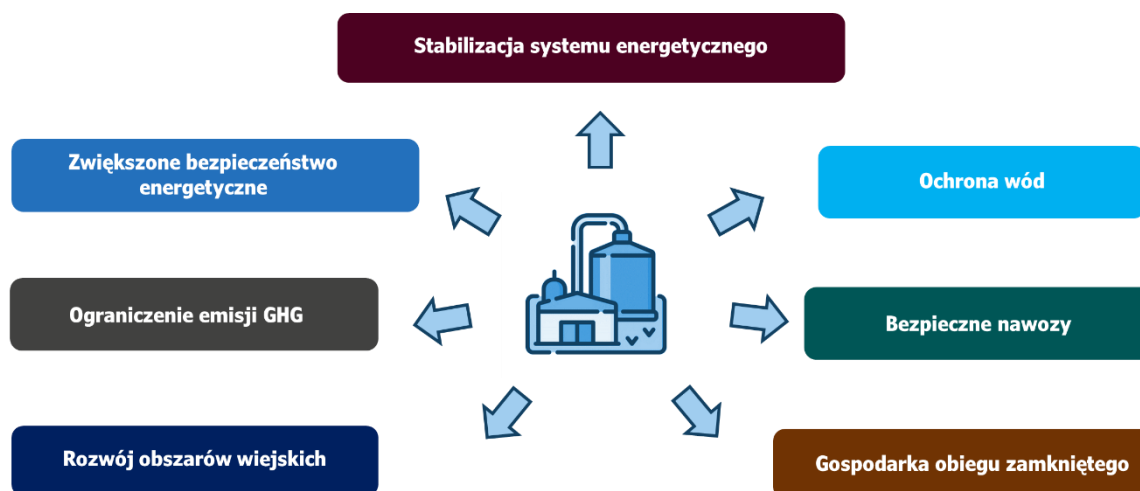 Stabilizacja systemu energetycznego
Zwiększone bezpieczeństwo
energetyczne
Ochrona wód
Ograniczenie emisji GHG
Bezpieczne nawozy
Rozwój obszarów wiejskich
Gospodarka obiegu zamkniętego